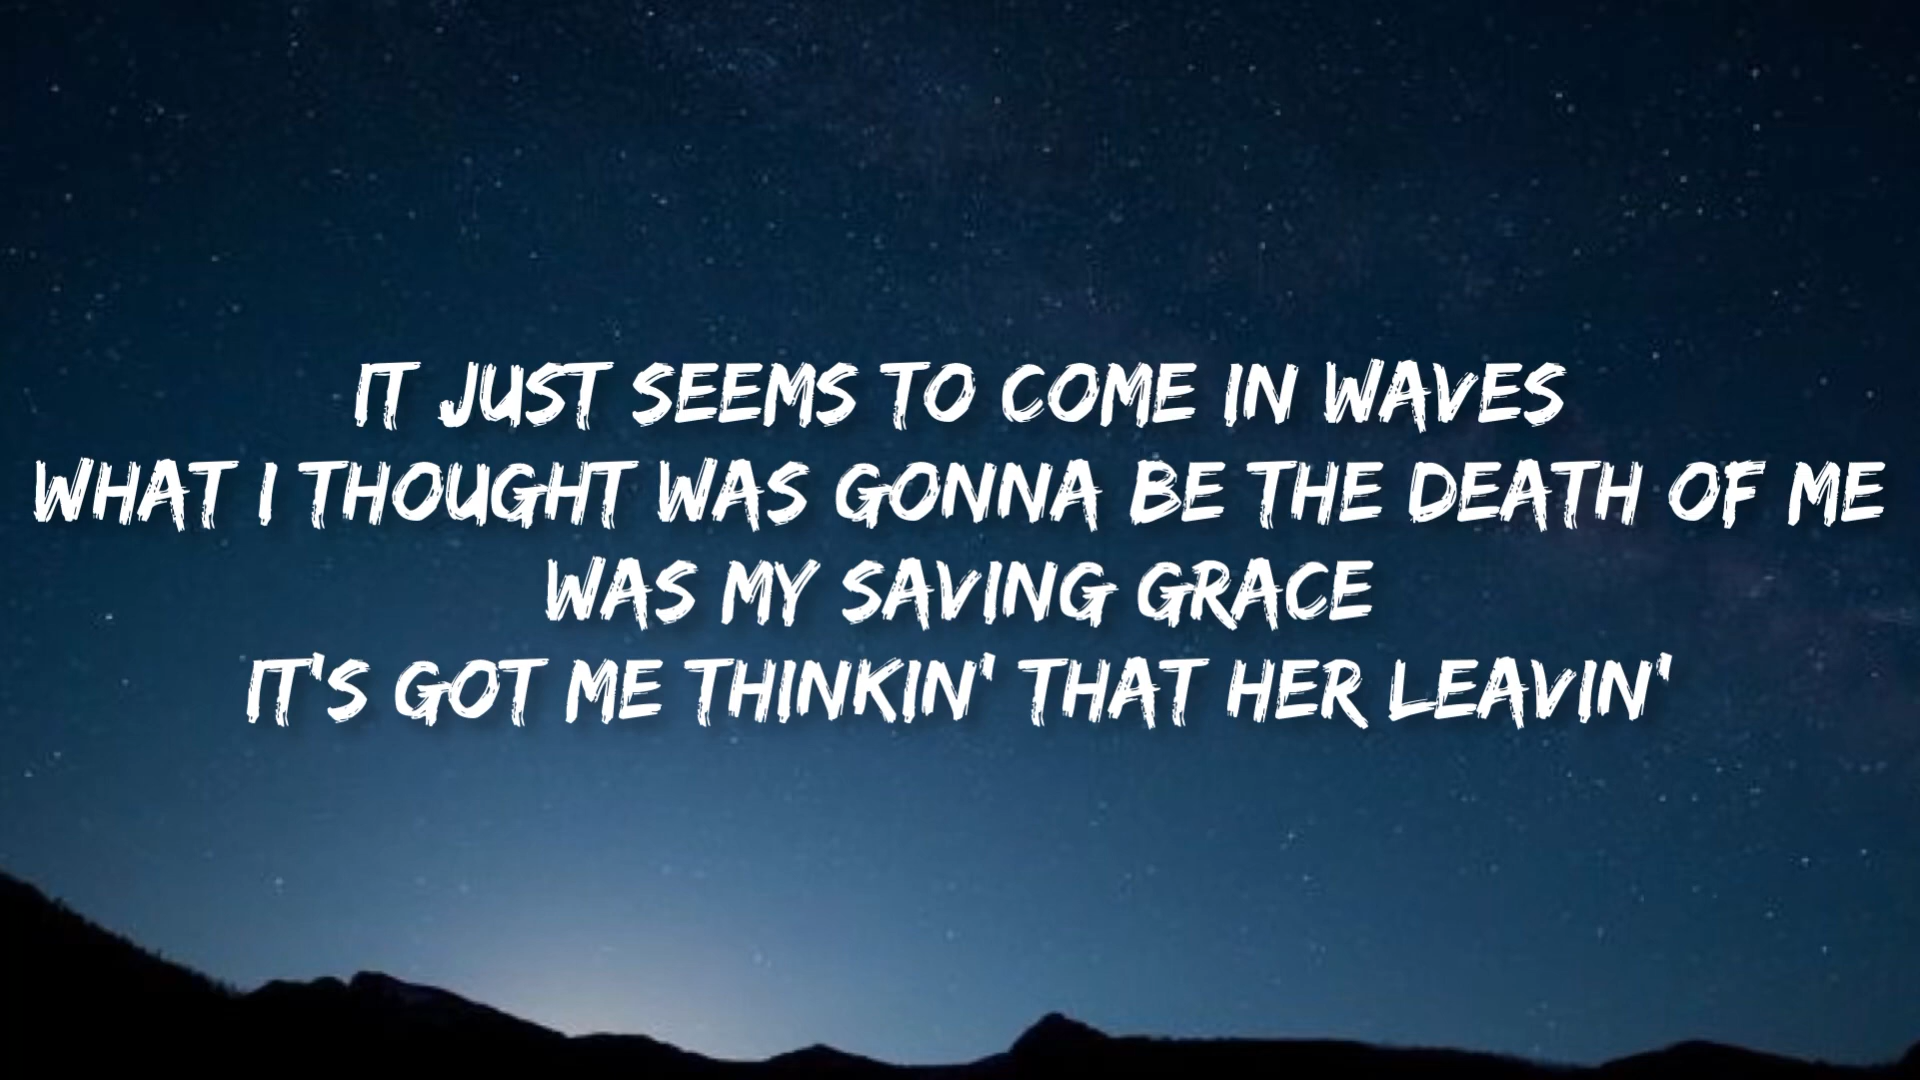 IT JUST SEEMS TO COME IN WAVES
WHAT I THOUGHT WAS GONNA BE THE DEATH OF ME
WAS MY SAVING GRACE
IT'S GOT ME THINKIN' THAT HER LEAVIN'